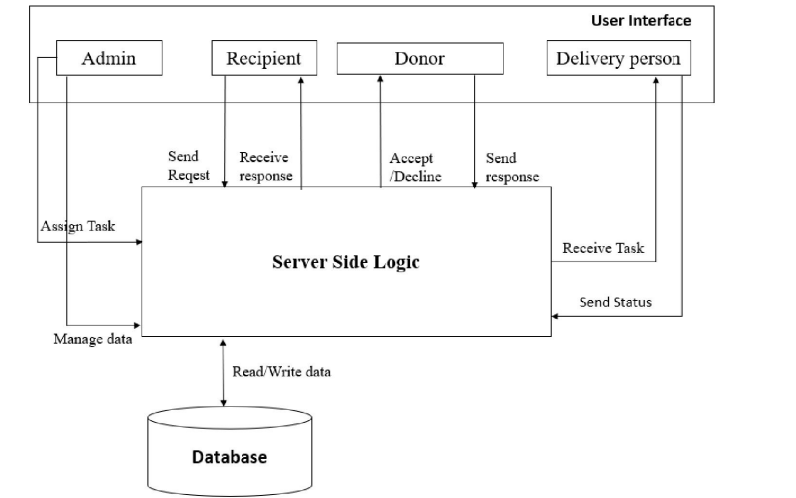 User Interface
Admin
Recipient
Donor
Delivery person
Send
Reqest
Receive
response
Accept
/Decline
Send
response
Assign Task
Server Side Logic
Receive Task
Send Status
Manage data
Read/Write data
Database